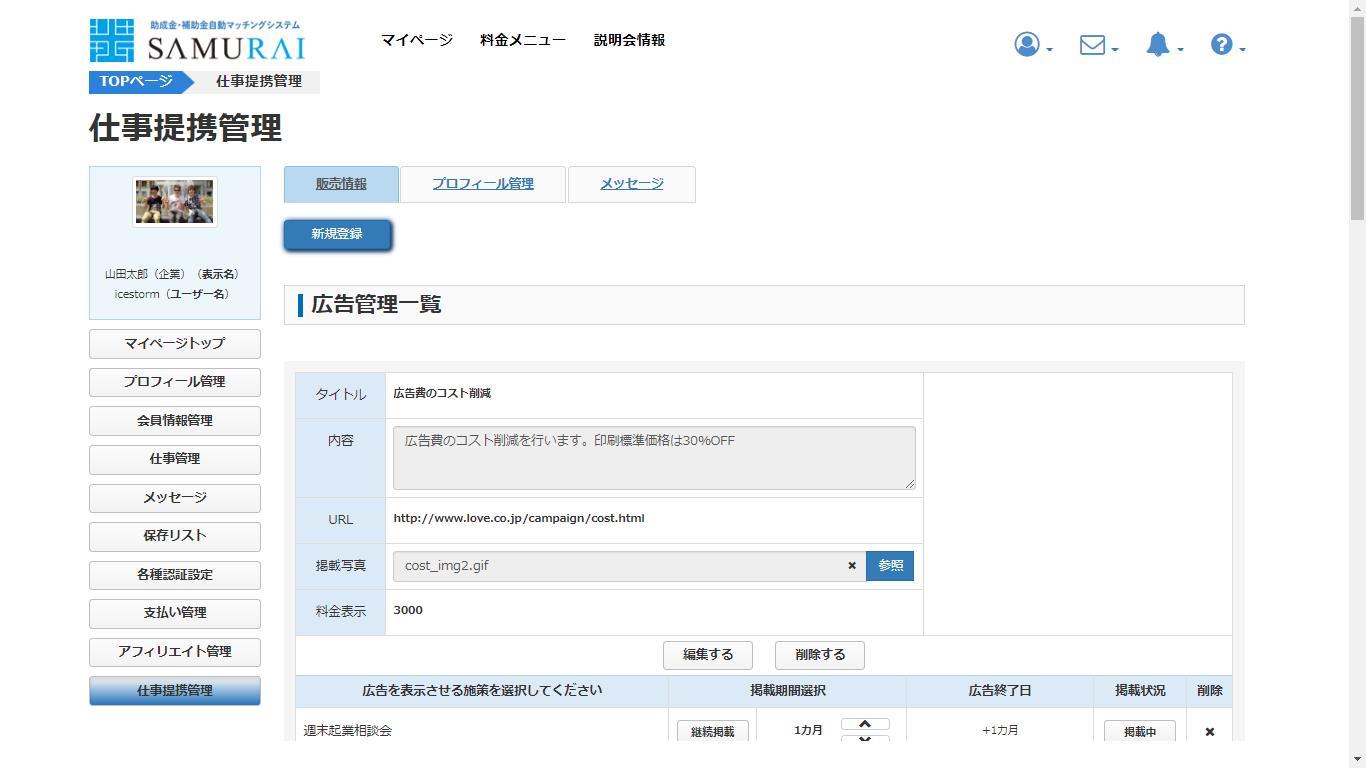 助成金・補助金自動マッチングシステム
SAMURAI
マイページ 料金メニュー 説明会情報
TOPページ 仕事提携管理
仕事提携管理
山田太郎（企業）（表示名）
icestorm（ユーザー名）
マイページトップ
プロフィール管理
会員情報管理
仕事管理
メッセージ
保存リスト
各種認証設定
支払い管理
アフィリエイト管理
仕事提携管理
販売情報 プロフィール管理 メッセージ
新規登録
広告管理一覧
タイトル 広告費のコスト削減
内容 広告費のコスト削減を行います。印刷標準価格は30%OFF
URL http://www.love.co.jp/campaign/cost.html
掲載写真 cost_img2.gif × 参照
料金表示 3000
編集する 削除する
広告を表示させる施策を選択してください 掲載期間選択 広告終了日 掲載状況 削除
週末起業相談会 継続掲載 1カ月 +1カ月 掲載中 ×